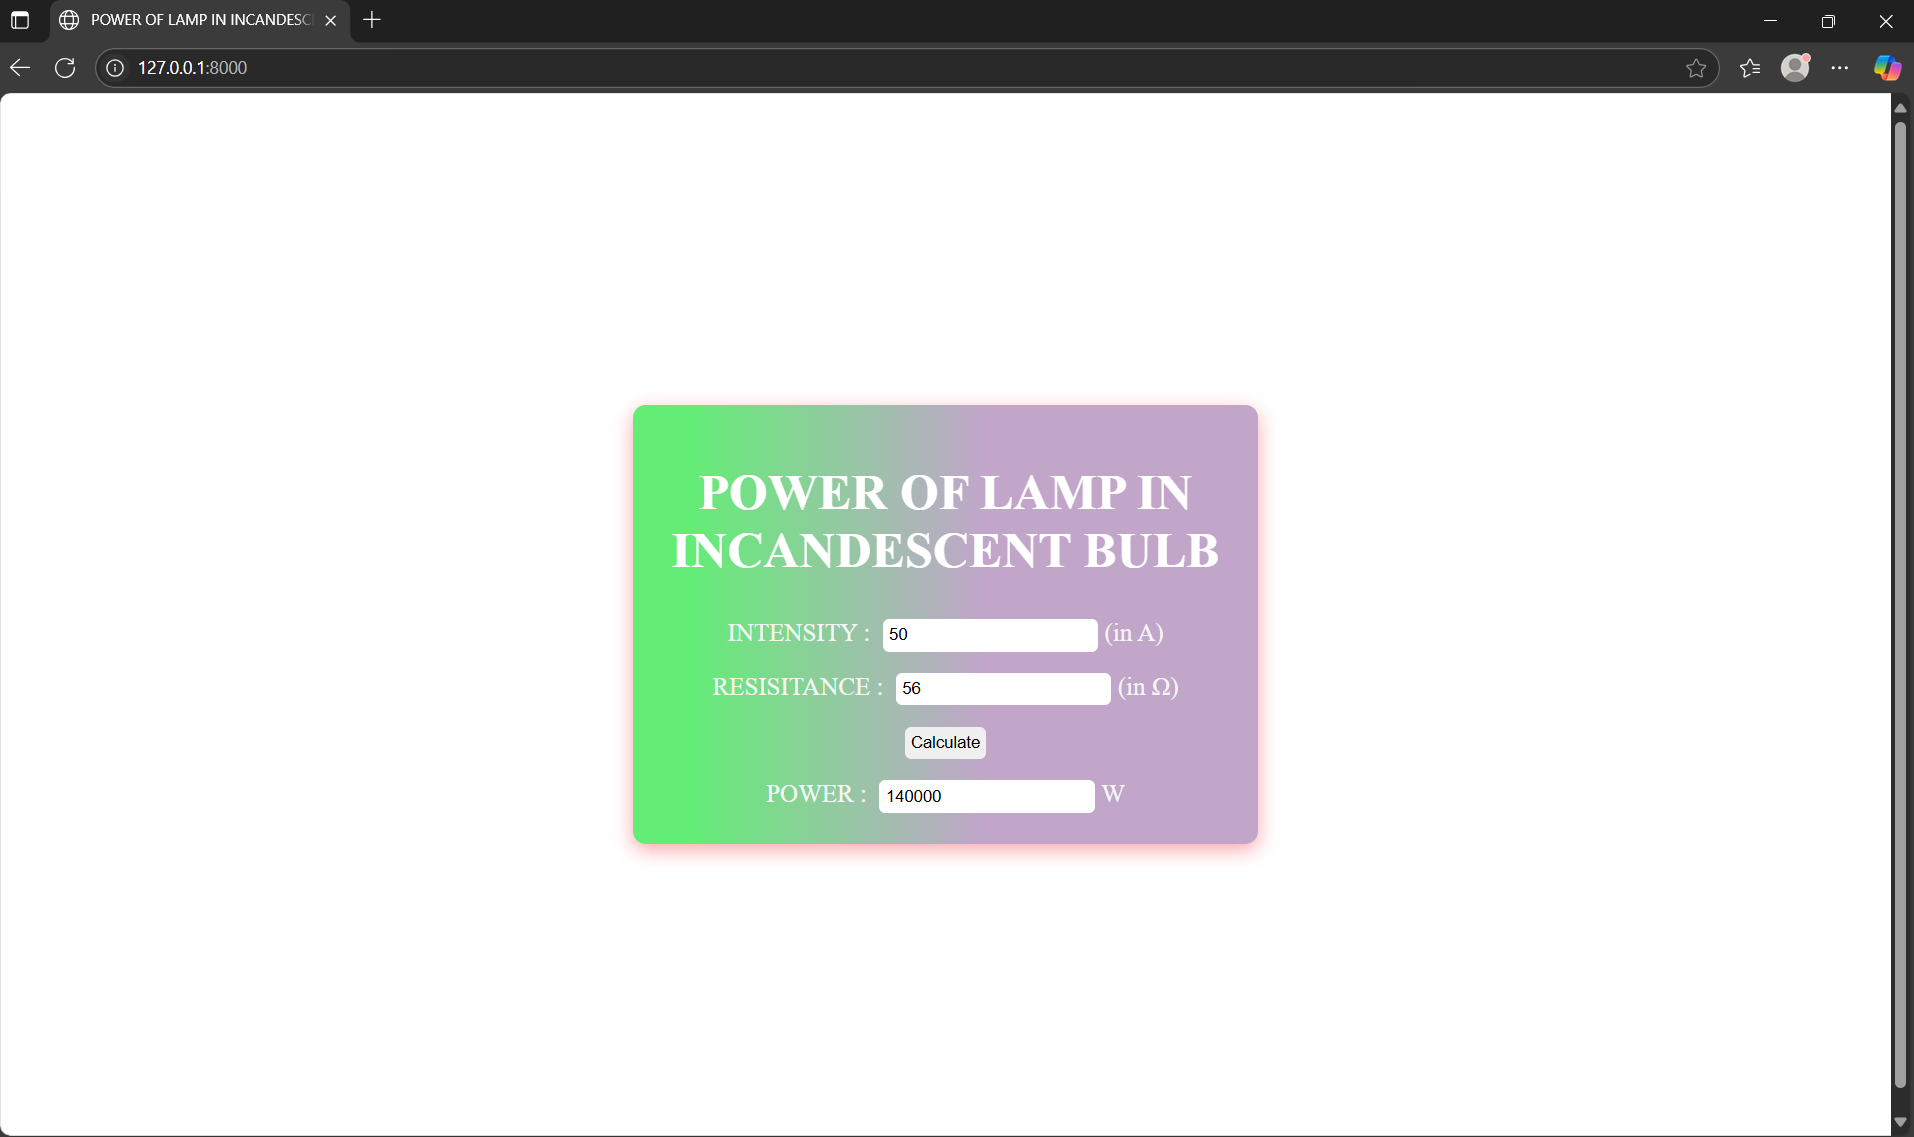 POWER OF LAMP IN INCANDESC
127.0.0.1:8000
POWER OF LAMP IN
INCANDESCENT BULB
INTENSITY : 50 (in A)
RESISITANCE : 56 (in Ω)
Calculate
POWER : 140000 W